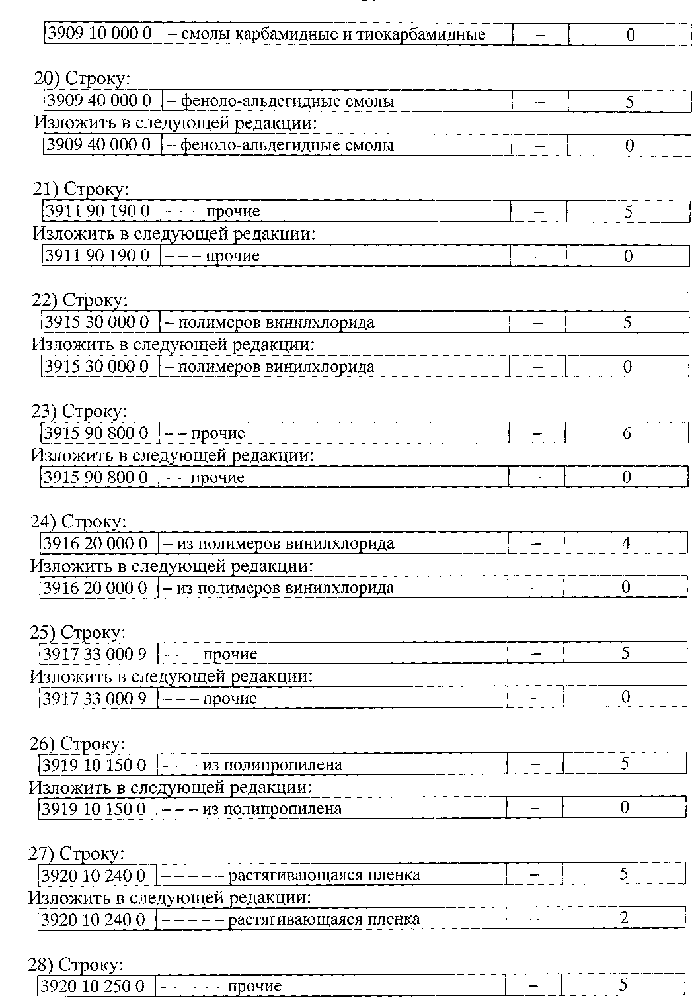 3909 10 000 0 – смолы карбамидные и тиокарбамидные – 0
20) Строку:
3909 40 000 0 – феноло-альдегидные смолы – 5
Изложить в следующей редакции:
3909 40 000 0 – феноло-альдегидные смолы – 0
21) Строку:
3911 90 190 0 – – – прочие – 5
Изложить в следующей редакции:
3911 90 190 0 – – – прочие – 0
22) Строку:
3915 30 000 0 – полимеров винилхлорида – 5
Изложить в следующей редакции:
3915 30 000 0 – полимеров винилхлорида – 0
23) Строку:
3915 90 800 0 – – прочие – 6
Изложить в следующей редакции:
3915 90 800 0 – – прочие – 0
24) Строку:
3916 20 000 0 – из полимеров винилхлорида – 4
Изложить в следующей редакции:
3916 20 000 0 – из полимеров винилхлорида – 0
25) Строку:
3917 33 000 9 – – – прочие – 5
Изложить в следующей редакции:
3917 33 000 9 – – – прочие – 0
26) Строку:
3919 10 150 0 – – – из полипропилена – 5
Изложить в следующей редакции:
3919 10 150 0 – – – из полипропилена – 0
27) Строку:
3920 10 240 0 – – – – – растягивающаяся пленка – 5
Изложить в следующей редакции:
3920 10 240 0 – – – – – растягивающаяся пленка – 2
28) Строку:
3920 10 250 0 – – – – – прочие – 5